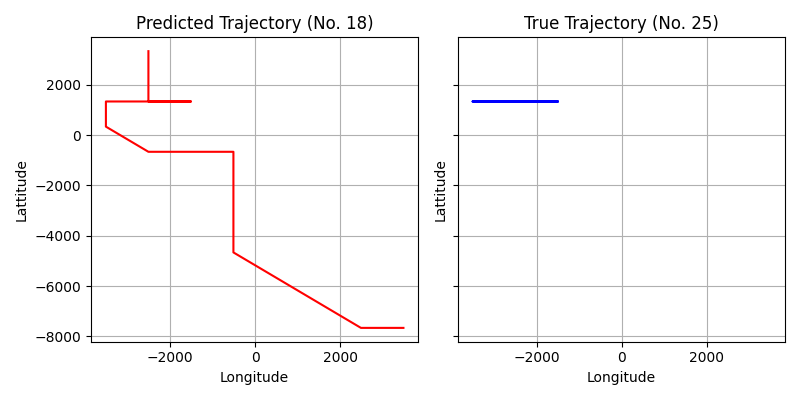 Predicted Trajectory (No. 18)
True Trajectory (No. 25)
Lattitude
2000
0
−2000
−4000
−6000
−8000
−2000
0
2000
Longitude
Lattitude
−2000
0
2000
Longitude